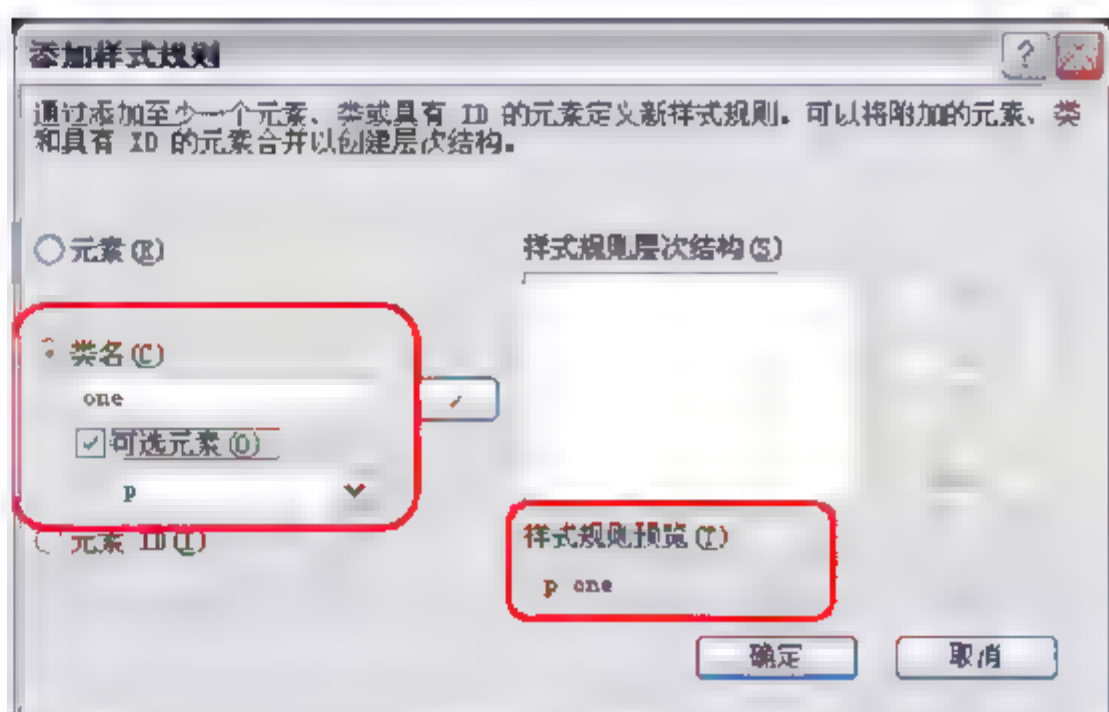 添加样式规则
通过添加至少一个元素、类或具有 ID 的元素定义新样式规则。可以将附加的元素、类
和具有 ID 的元素合并以创建层次结构。
元素(E)
样式规则层次结构(S)
类名(C)
one
可选元素(O)
p
元素 ID(I)
样式规则预览(T)
p one
确定
取消